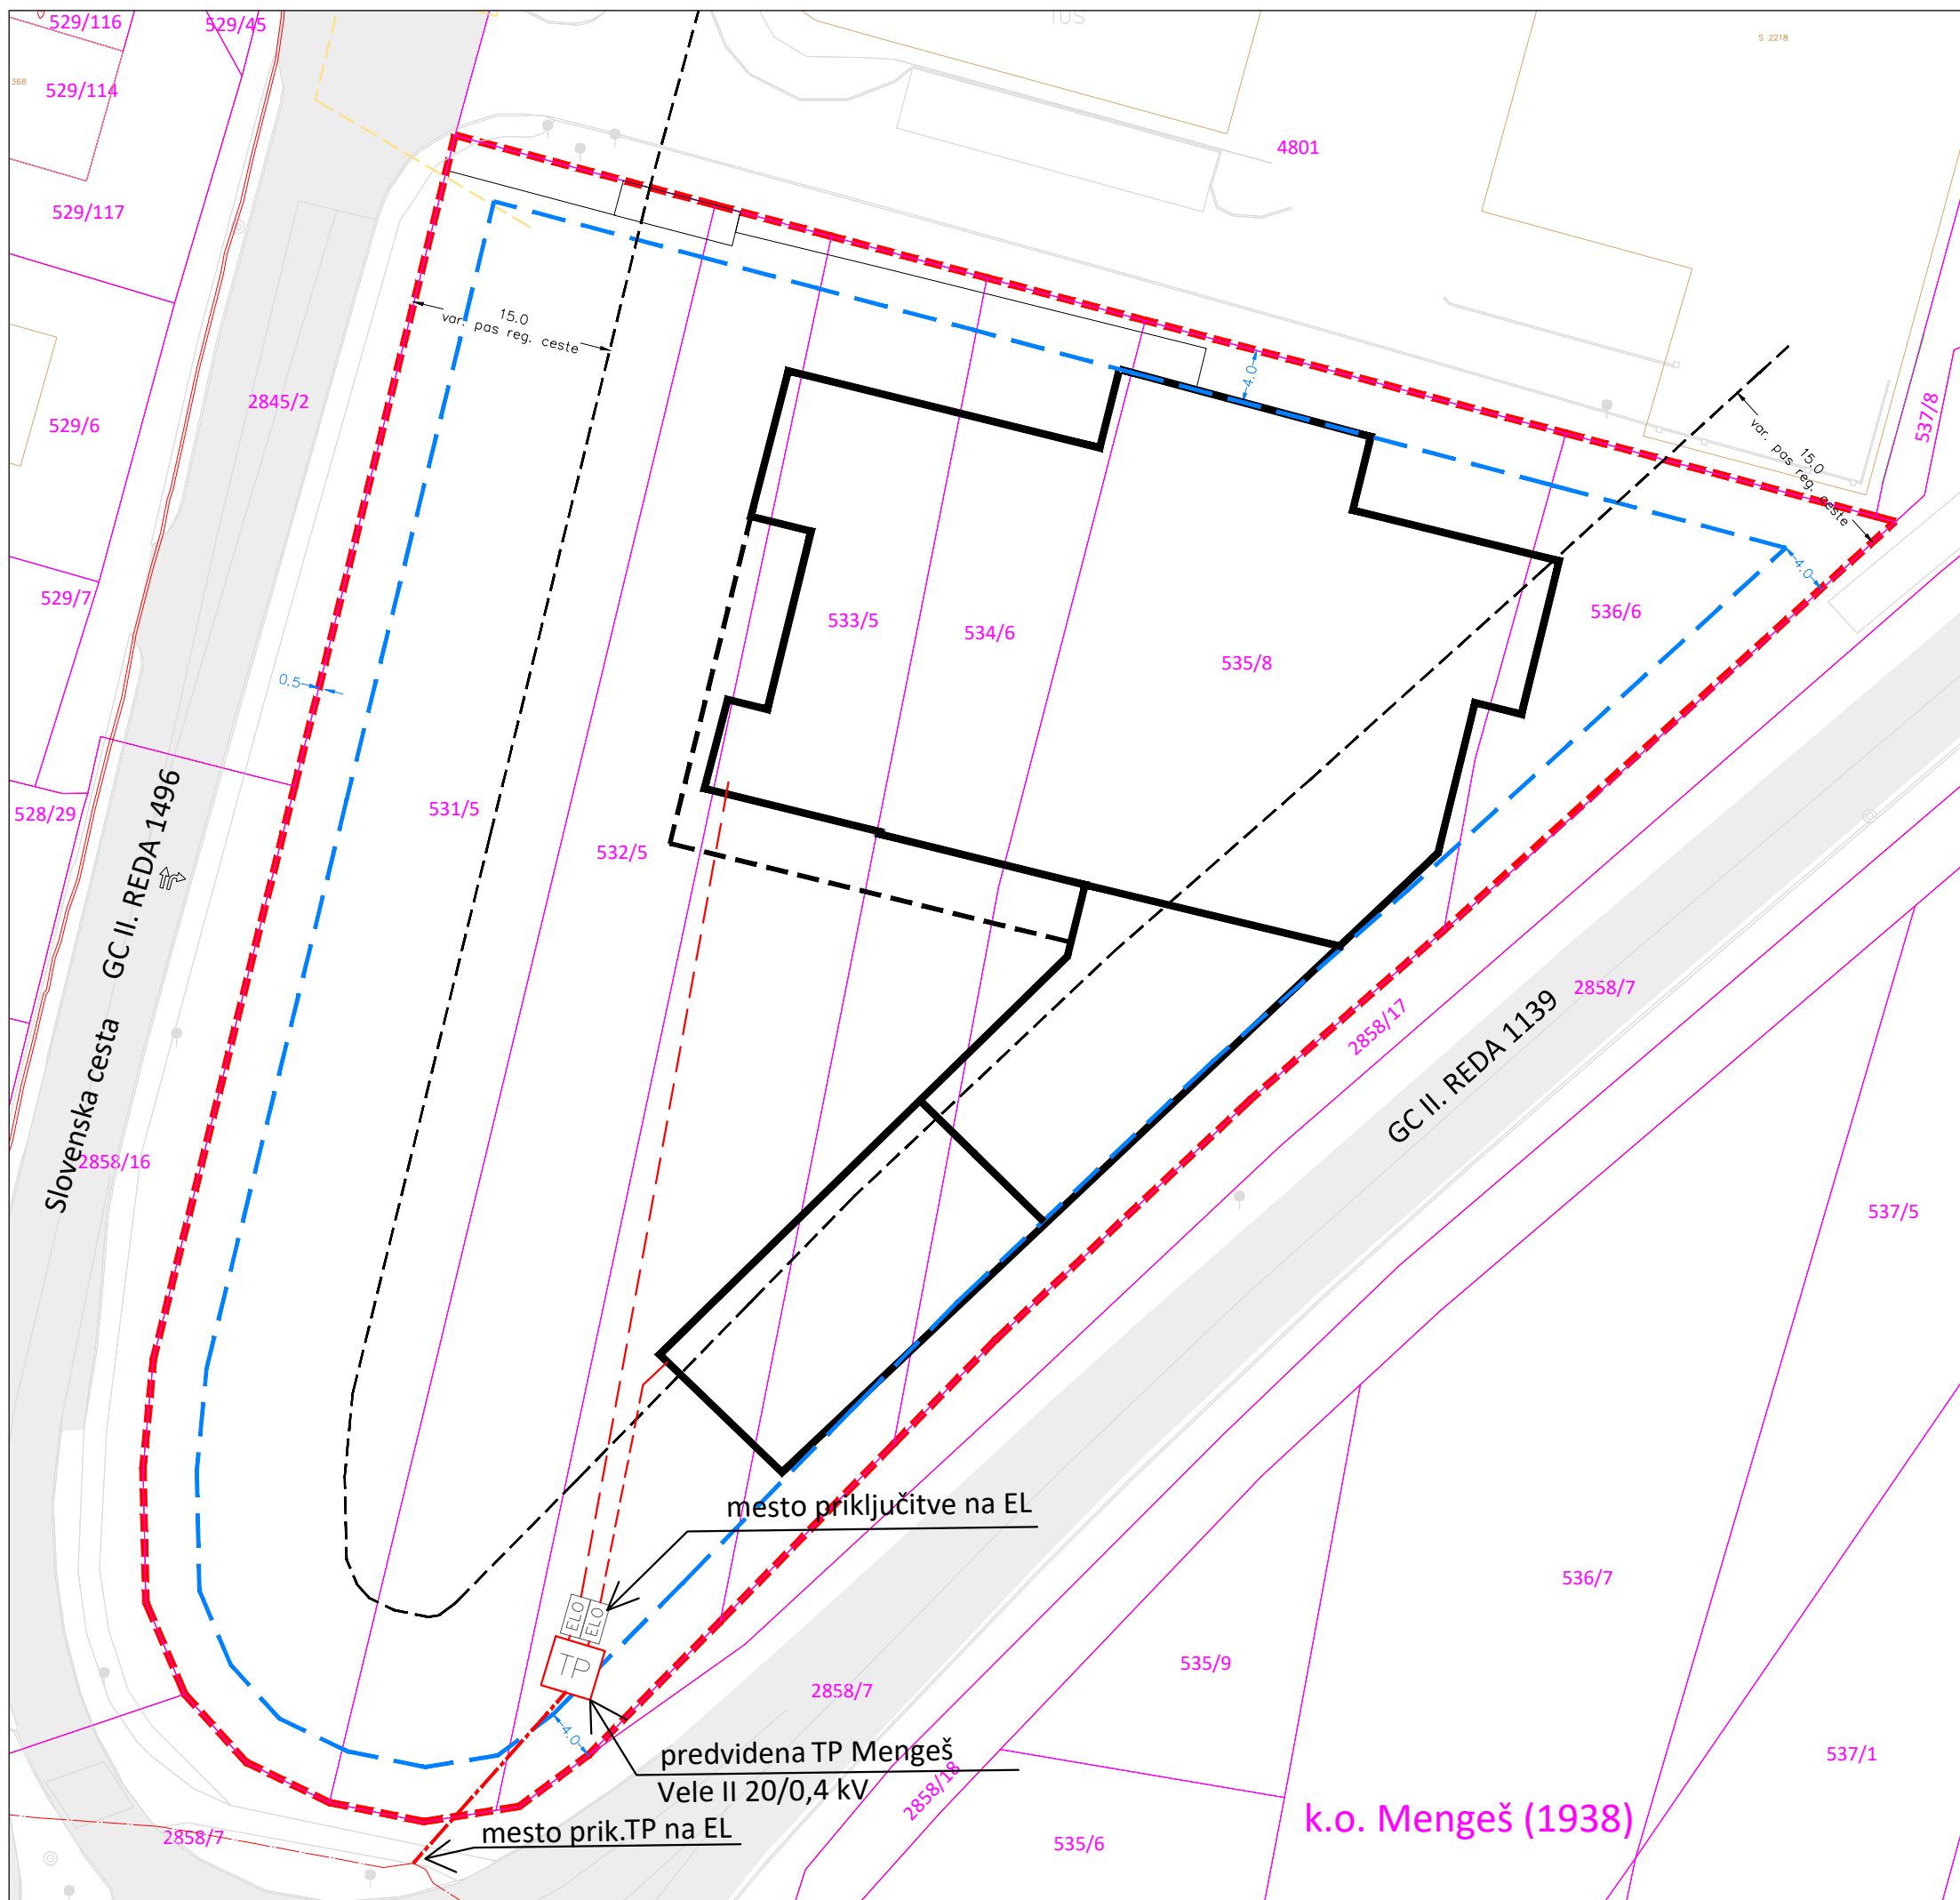 529/116
529/45
IUS
S 2218
368
529/114
4801
529/117
15.0
var. pas reg. ceste
2845/2
4.0
537/8
529/6
15.0
var. pas reg. ceste
4.0
529/7
533/5
534/6
536/6
535/8
0.5
528/29
531/5
532/5
Slovenska cesta GC II. REDA 1496
2858/7
2858/17
GC II. REDA 1139
2858/16
537/5
mesto priključitve na EL
536/7
ELO
ELO
TP
535/9
2858/7
4.0
predvidena TP Mengeš
Vele II 20/0,4 kV
537/1
2858/18
k.o. Mengeš (1938)
mesto prik.TP na EL
2858/7
535/6